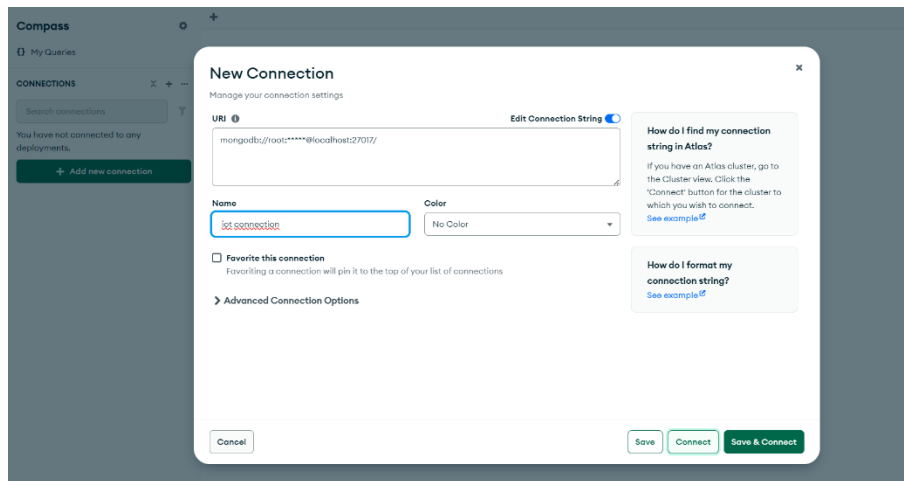 Compass
{} My Queries
CONNECTIONS
Search connections
You have not connected to any
deployments.
+ Add new connection
+
New Connection
Manage your connection settings
URI
Edit Connection String
mongodb://root:*****@localhost:27017/
Name
Color
iot connection
No Color
Favorite this connection
Favoriting a connection will pin it to the top of your list of connections
Advanced Connection Options
How do I find my connection
string in Atlas?
If you have an Atlas cluster, go to
the Cluster view. Click the
'Connect' button for the cluster to
which you wish to connect.
See example
How do I format my
connection string?
See example
Cancel
Save
Connect
Save & Connect